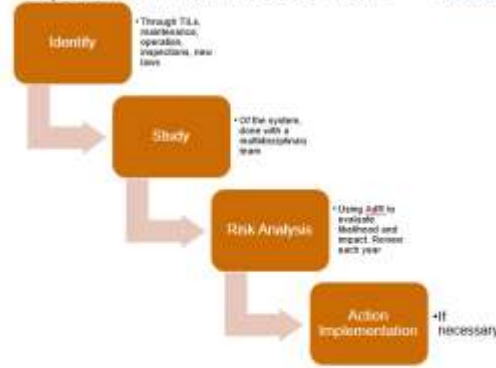 Identify
• Through TILs,
maintenance,
operation,
inspections, new
laws
Study
• Of the system,
done with a
multidisciplinary
team
Risk Analysis
• Using AdR to
evaluate
likelihood and
impact. Review
each year
Action
Implementation
• If
necessary